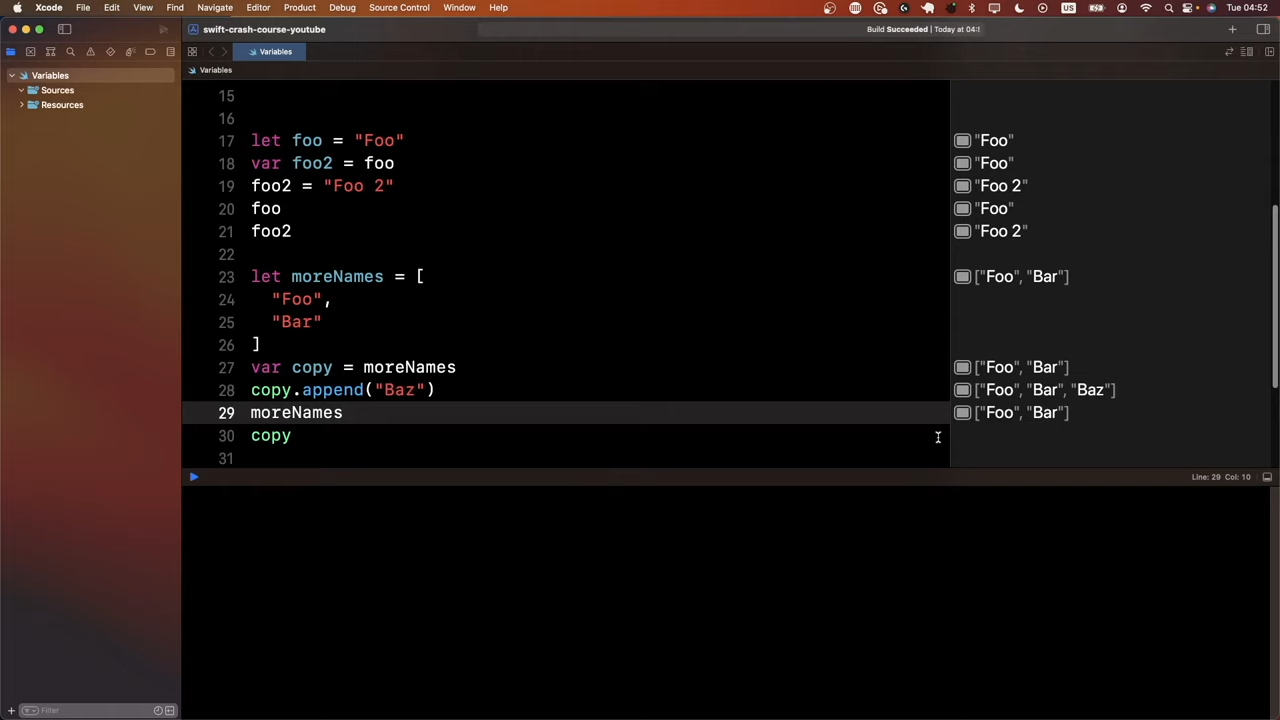 Xcode File Edit View Find Navigate Editor Product Debug Source Control Window Help
US
Tue 04:52
swift-crash-course-youtube
Build Succeeded | Today at 04:5
Variables
Variables
Variables
Sources
Resources
15
16
17 let foo = "Foo" "Foo"
18 var foo2 = foo "Foo"
19 foo2 = "Foo 2" "Foo 2"
20 foo "Foo"
21 foo2 "Foo 2"
22
23 let moreNames = [ ["Foo", "Bar"]
24 "Foo",
25 "Bar"
26 ]
27 var copy = moreNames ["Foo", "Bar"]
28 copy.append("Baz") ["Foo", "Bar", "Baz"]
29 moreNames ["Foo", "Bar"]
30 copy
31
Line: 29 Col: 10
Filter